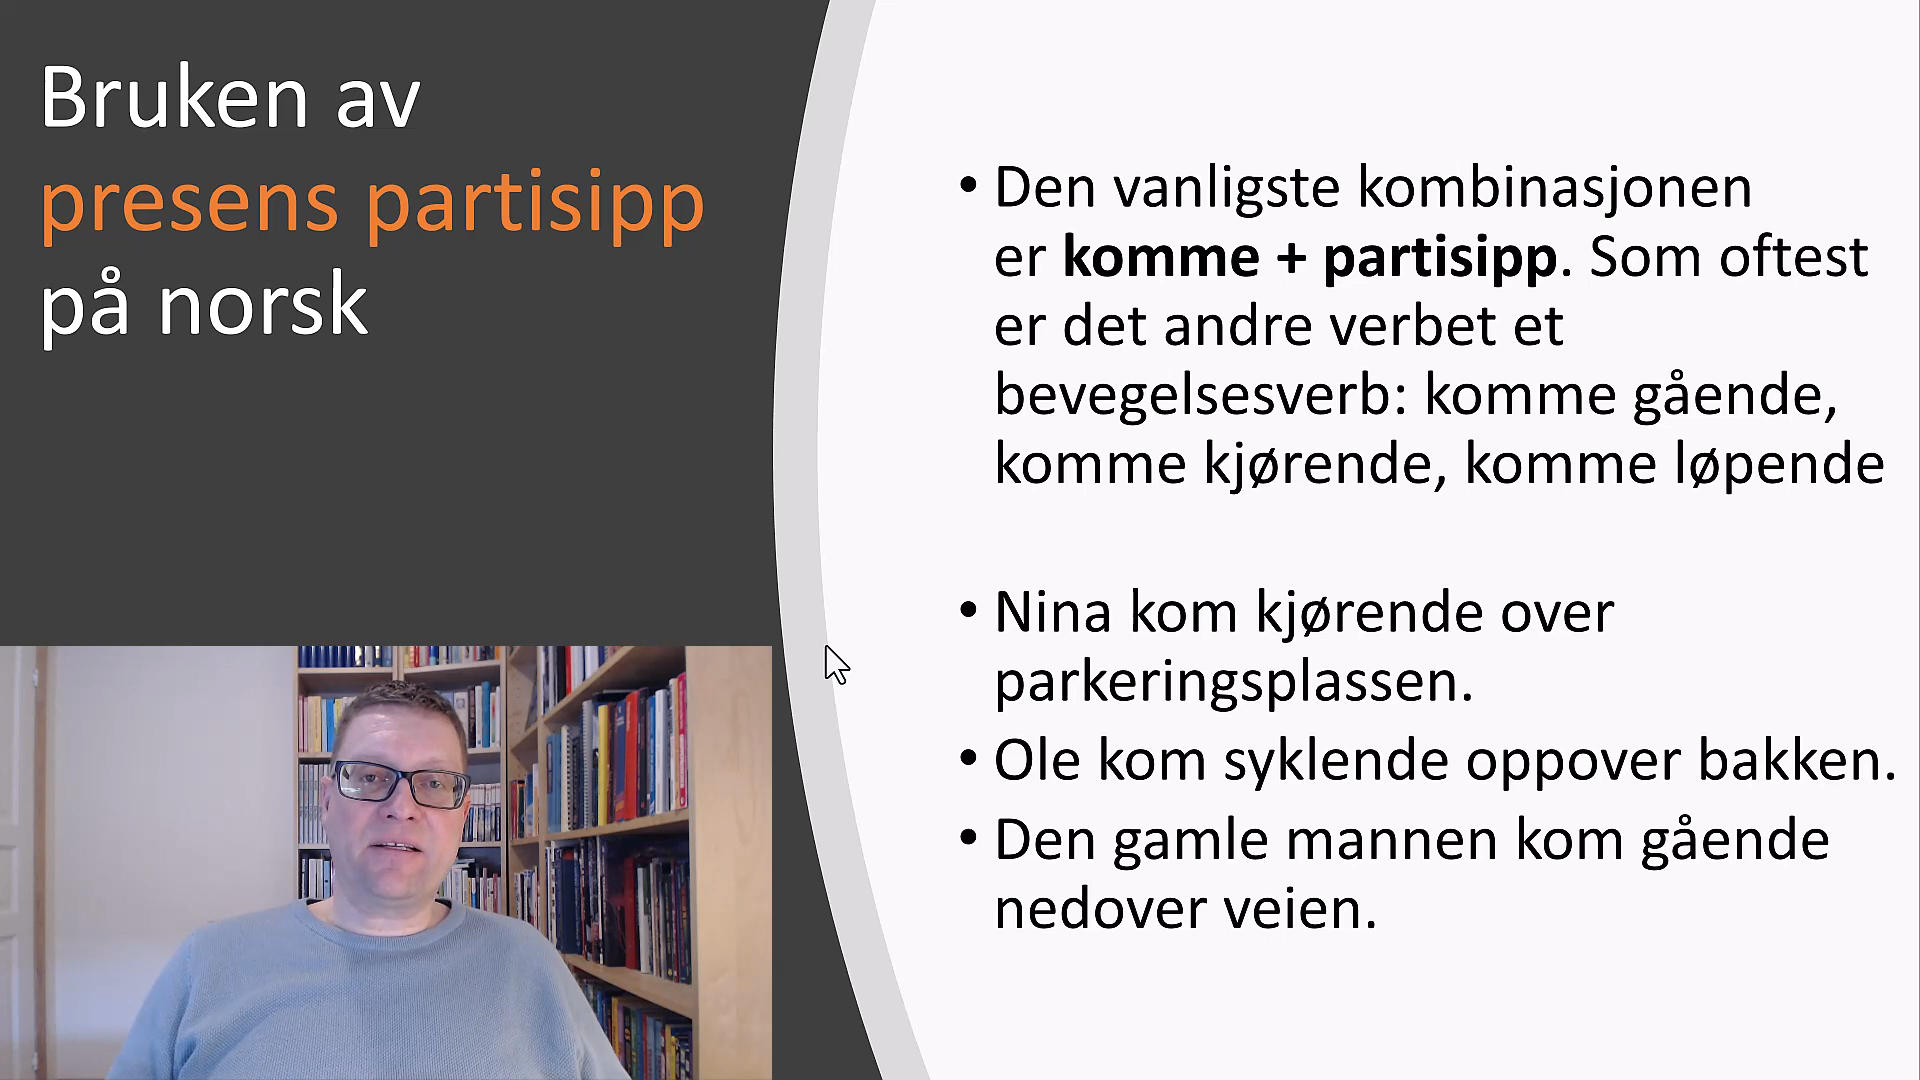 Bruken av
presens partisipp
på norsk
• Den vanligste kombinasjonen
er komme + partisipp. Som oftest
er det andre verbet et
bevegelsesverb: komme gående,
komme kjørende, komme løpende
• Nina kom kjørende over
parkeringsplassen.
• Ole kom syklende oppover bakken.
• Den gamle mannen kom gående
nedover veien.